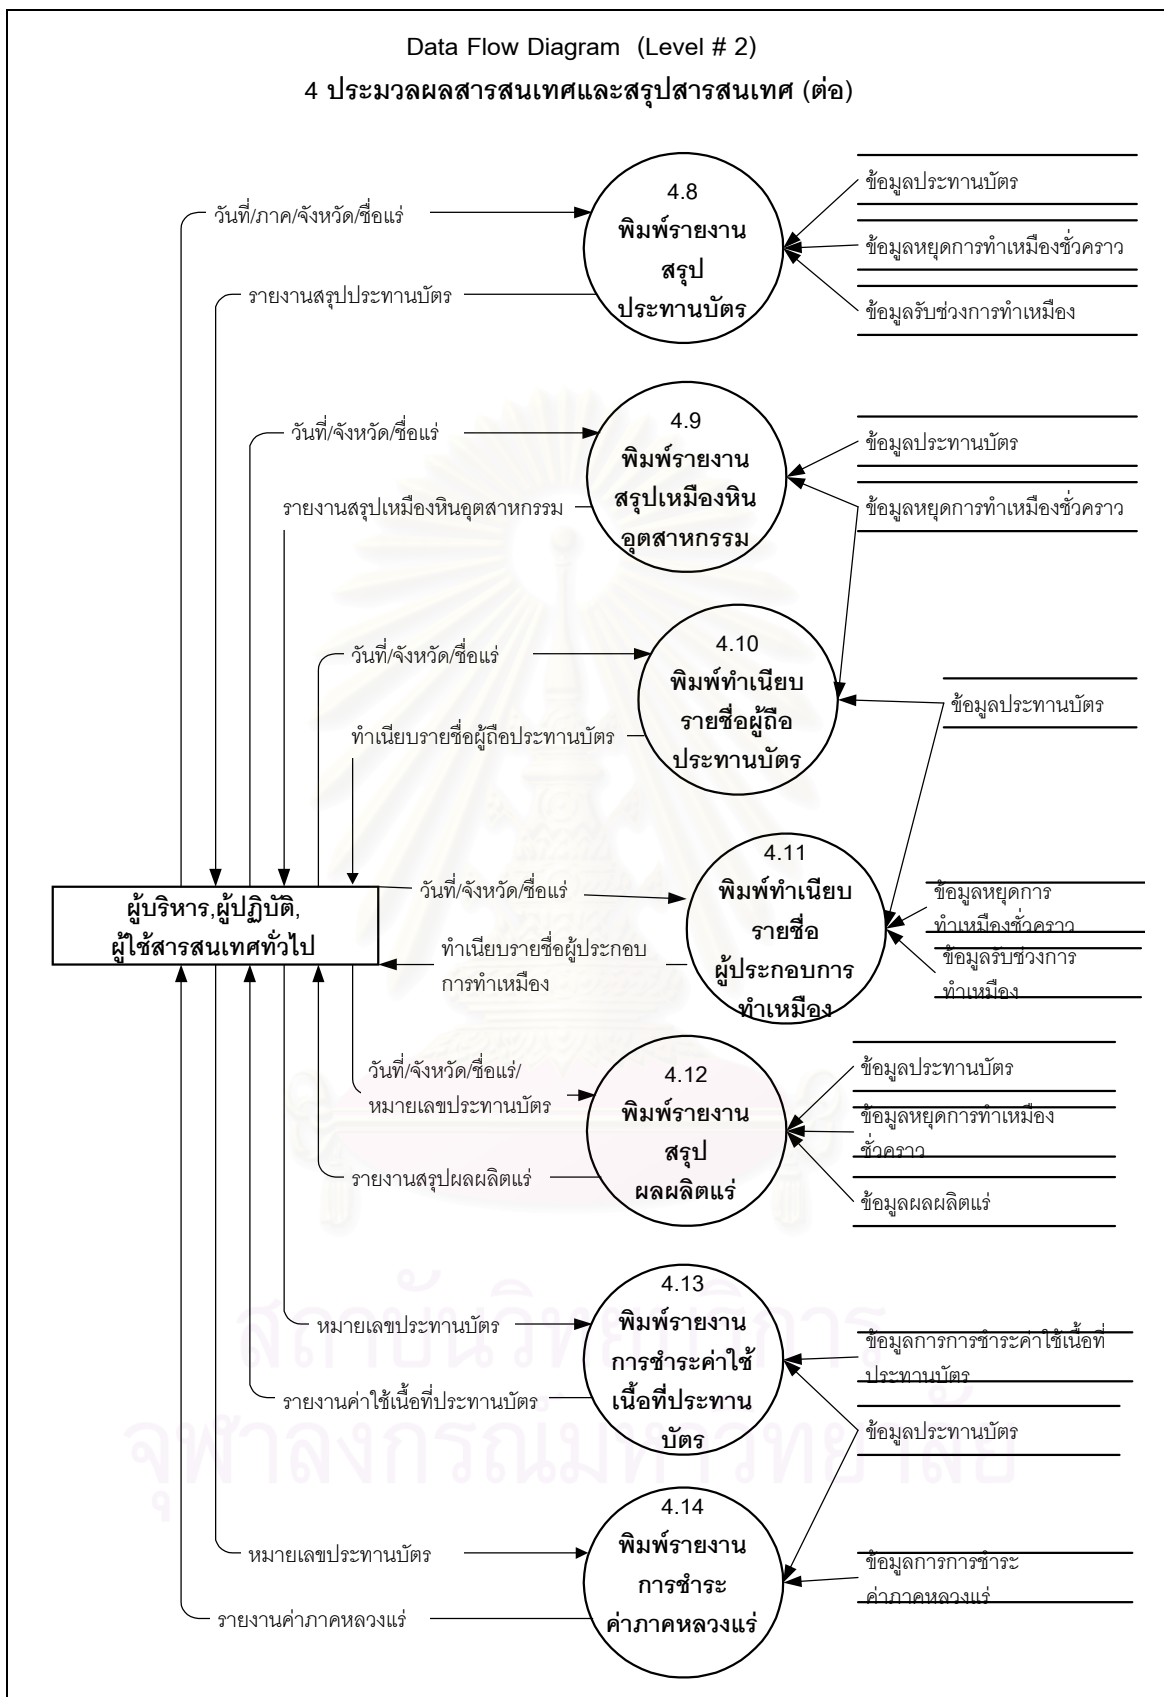 Data Flow Diagram (Level # 2)
4 ประมวลผลสารสนเทศและสรุปสารสนเทศ (ต่อ)
วันที่/ภาค/จังหวัด/ชื่อแร่
รายงานสรุปประทานบัตร
4.8
พิมพ์รายงาน
สรุป
ประทานบัตร
ข้อมูลประทานบัตร
ข้อมูลหยุดการทำเหมืองชั่วคราว
ข้อมูลรับช่วงการทำเหมือง
วันที่/จังหวัด/ชื่อแร่
รายงานสรุปเหมืองหินอุตสาหกรรม
4.9
พิมพ์รายงาน
สรุปเหมืองหิน
อุตสาหกรรม
ข้อมูลประทานบัตร
ข้อมูลหยุดการทำเหมืองชั่วคราว
วันที่/จังหวัด/ชื่อแร่
ทำเนียบรายชื่อผู้ถือประทานบัตร
4.10
พิมพ์ทำเนียบ
รายชื่อผู้ถือ
ประทานบัตร
ข้อมูลประทานบัตร
ผู้บริหาร,ผู้ปฏิบัติ,
ผู้ใช้สารสนเทศทั่วไป
วันที่/จังหวัด/ชื่อแร่
ทำเนียบรายชื่อผู้ประกอบ
การทำเหมือง
4.11
พิมพ์ทำเนียบ
รายชื่อ
ผู้ประกอบการ
ทำเหมือง
ข้อมูลหยุดการ
ทำเหมืองชั่วคราว
ข้อมูลรับช่วงการ
ทำเหมือง
วันที่/จังหวัด/ชื่อแร่/
หมายเลขประทานบัตร
รายงานสรุปผลผลิตแร่
4.12
พิมพ์รายงาน
สรุป
ผลผลิตแร่
ข้อมูลประทานบัตร
ข้อมูลหยุดการทำเหมือง
ชั่วคราว
ข้อมูลผลผลิตแร่
หมายเลขประทานบัตร
รายงานค่าใช้เนื้อที่ประทานบัตร
4.13
พิมพ์รายงาน
การชำระค่าใช้
เนื้อที่ประทาน
บัตร
ข้อมูลการการชำระค่าใช้เนื้อที่
ประทานบัตร
ข้อมูลประทานบัตร
หมายเลขประทานบัตร
รายงานค่าภาคหลวงแร่
4.14
พิมพ์รายงาน
การชำระ
ค่าภาคหลวงแร่
ข้อมูลการการชำระ
ค่าภาคหลวงแร่
สถาบันวิทยบริการ
จุฬาลงกรณ์มหาวิทยาลัย